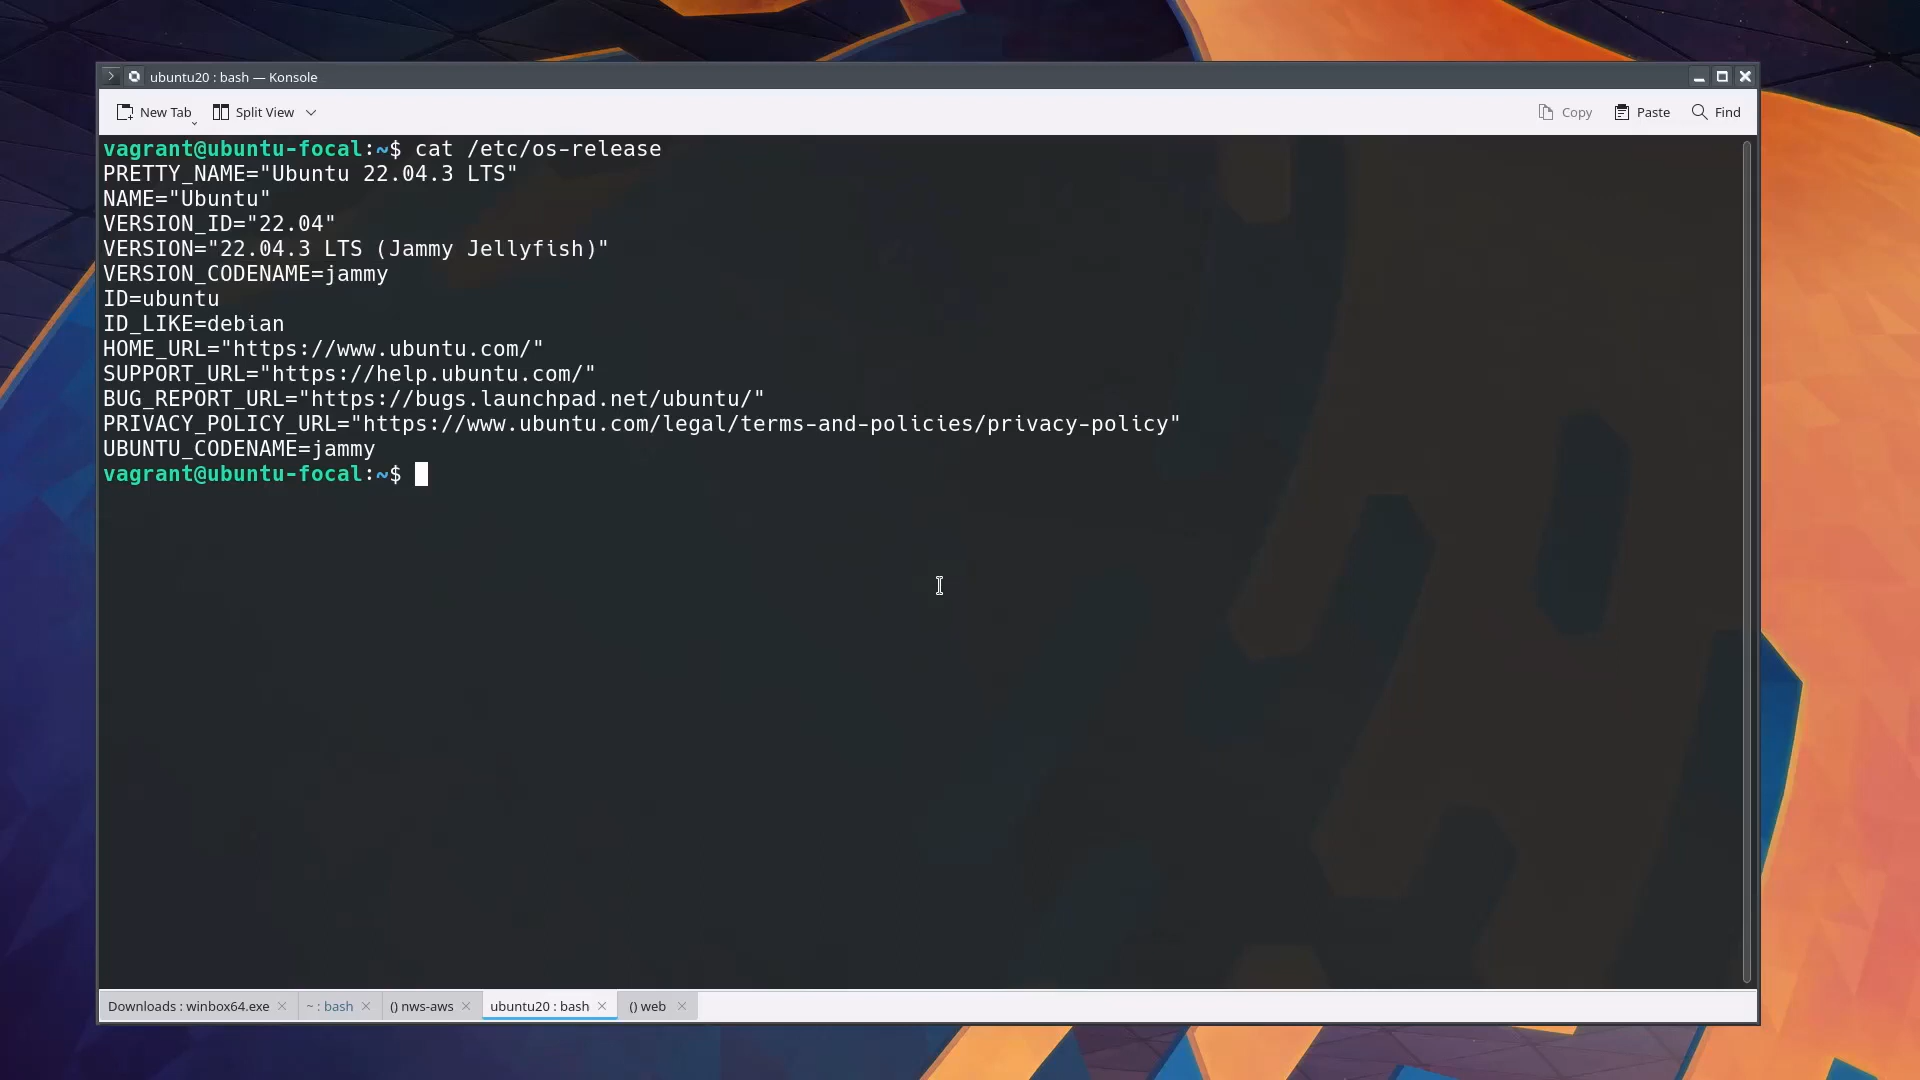 ubuntu20 : bash — Konsole
New Tab Split View Copy Paste Find
vagrant@ubuntu-focal:~$ cat /etc/os-release
PRETTY_NAME="Ubuntu 22.04.3 LTS"
NAME="Ubuntu"
VERSION_ID="22.04"
VERSION="22.04.3 LTS (Jammy Jellyfish)"
VERSION_CODENAME=jammy
ID=ubuntu
ID_LIKE=debian
HOME_URL="https://www.ubuntu.com/"
SUPPORT_URL="https://help.ubuntu.com/"
BUG_REPORT_URL="https://bugs.launchpad.net/ubuntu/"
PRIVACY_POLICY_URL="https://www.ubuntu.com/legal/terms-and-policies/privacy-policy"
UBUNTU_CODENAME=jammy
vagrant@ubuntu-focal:~$
Downloads : winbox64.exe ~ : bash () nws-aws ubuntu20 : bash () web